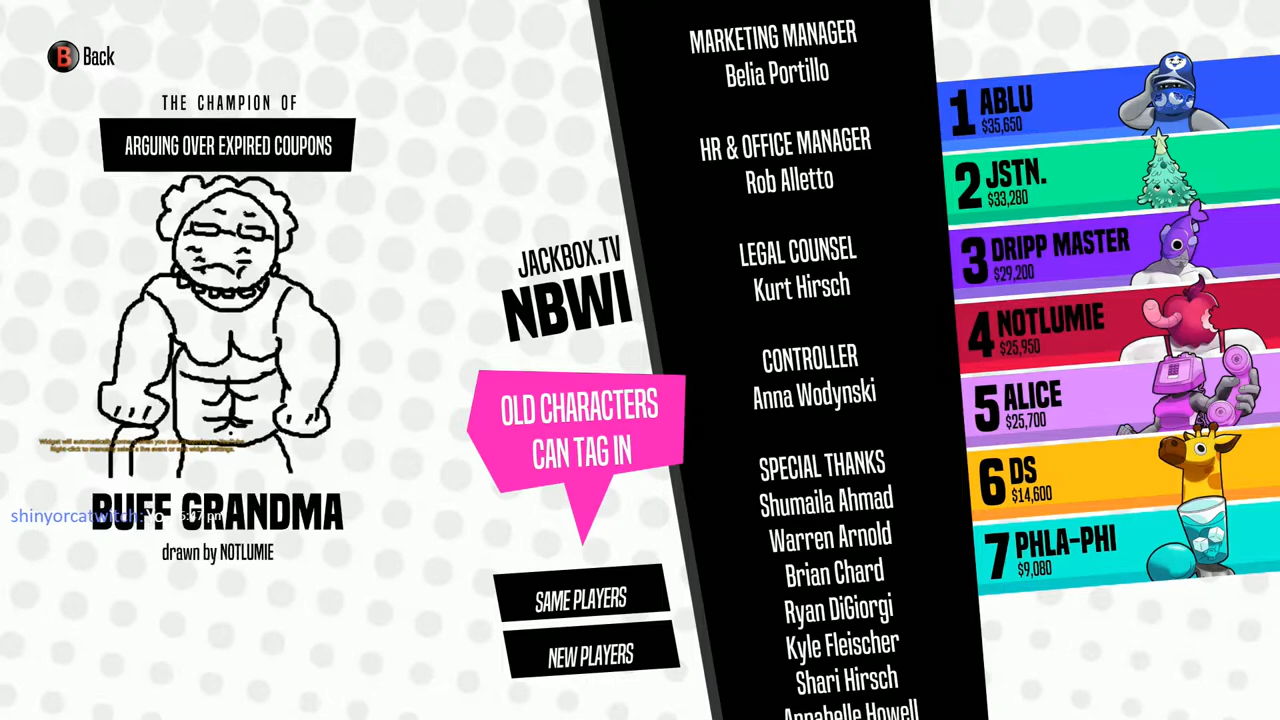 B Back
THE CHAMPION OF
ARGUING OVER EXPIRED COUPONS
BUFF GRANDMA
shinyorcatwitch:
drawn by NOTLUMIE
JACKBOX.TV
NBWI
OLD CHARACTERS
CAN TAG IN
SAME PLAYERS
NEW PLAYERS
MARKETING MANAGER
Belia Portillo
HR & OFFICE MANAGER
Rob Alletto
LEGAL COUNSEL
Kurt Hirsch
CONTROLLER
Anna Wodynski
SPECIAL THANKS
Shumaila Ahmad
Warren Arnold
Brian Chard
Ryan DiGiorgi
Kyle Fleischer
Shari Hirsch
Annabelle Howell
1 ABLU
$35,650
2 JSTN.
$33,280
3 DRIPP MASTER
$29,200
4 NOTLUMIE
$25,950
5 ALICE
$25,700
6 DS
$14,600
7 PHLA-PHI
$9,080